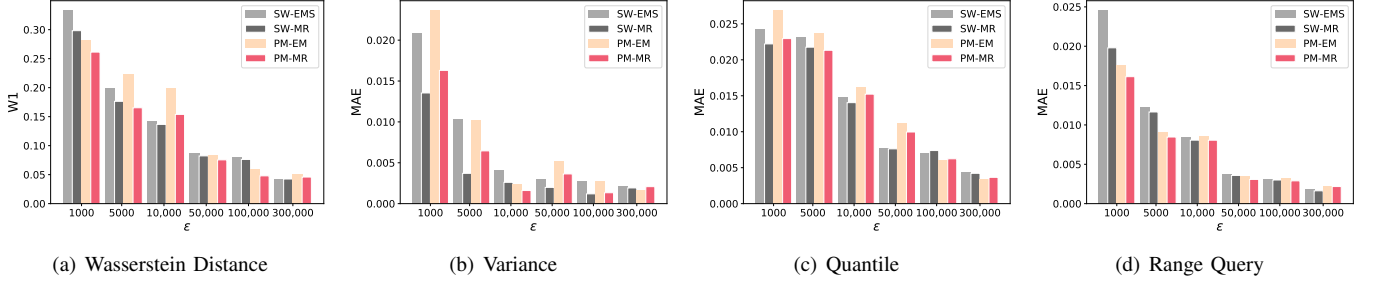 0.30
0.25
0.20
0.15
0.10
0.05
0.00
W1
1000 5000 10,000 50,000 100,000 300,000
ε
SW-EMS
SW-MR
PM-EM
PM-MR
(a) Wasserstein Distance
0.020
0.015
0.010
0.005
0.000
MAE
1000 5000 10,000 50,000 100,000 300,000
ε
SW-EMS
SW-MR
PM-EM
PM-MR
(b) Variance
0.025
0.020
0.015
0.010
0.005
0.000
MAE
1000 5000 10,000 50,000 100,000 300,000
ε
SW-EMS
SW-MR
PM-EM
PM-MR
(c) Quantile
0.025
0.020
0.015
0.010
0.005
0.000
MAE
1000 5000 10,000 50,000 100,000 300,000
ε
SW-EMS
SW-MR
PM-EM
PM-MR
(d) Range Query